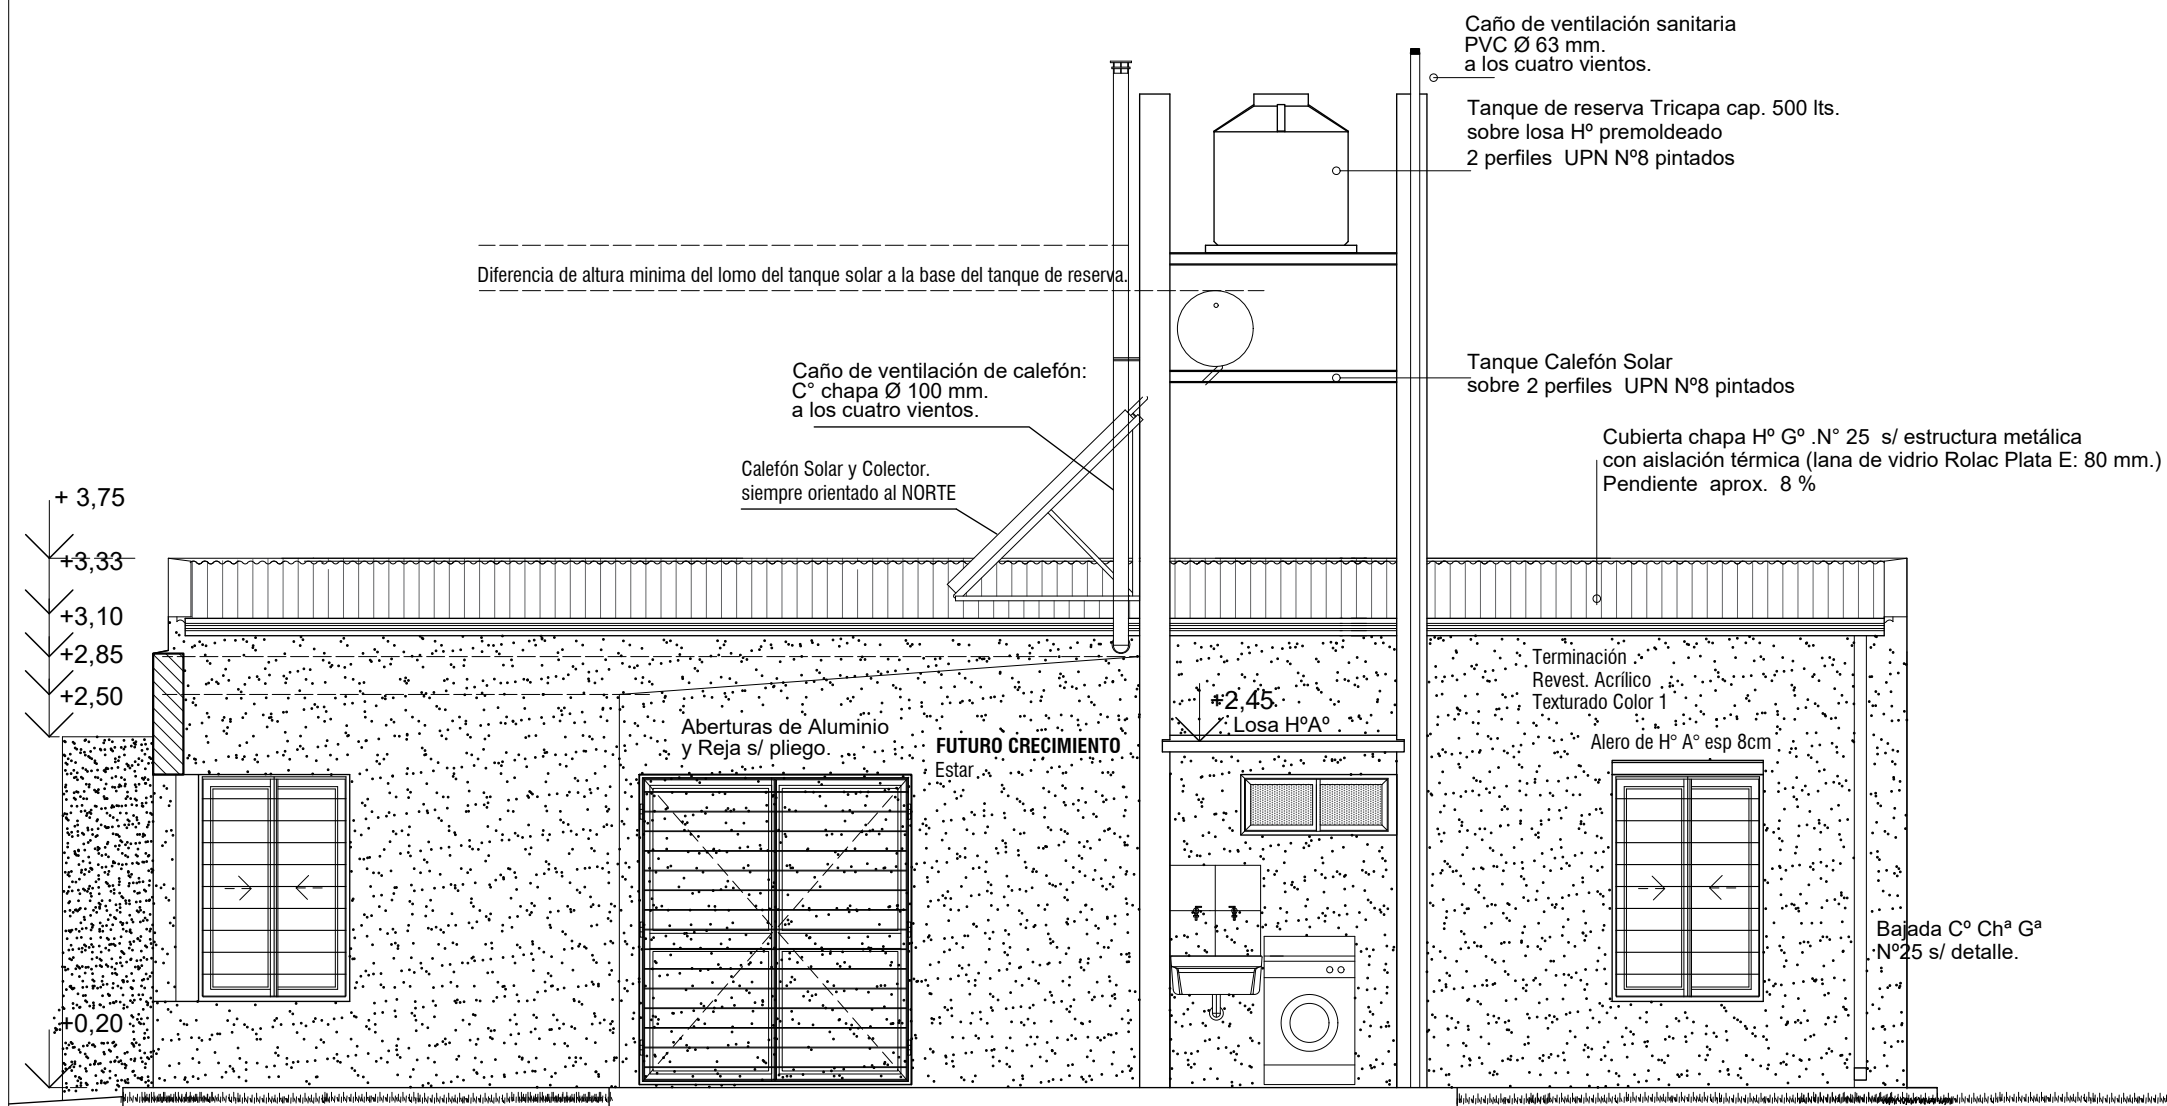 Caño de ventilación sanitaria
PVC Ø 63 mm.
a los cuatro vientos.
Tanque de reserva Tricapa cap. 500 lts.
sobre losa Hº premoldeado
2 perfiles UPN Nº8 pintados
Diferencia de altura minima del lomo del tanque solar a la base del tanque de reserva.
Caño de ventilación de calefón:
C° chapa Ø 100 mm.
a los cuatro vientos.
Tanque Calefón Solar
sobre 2 perfiles UPN Nº8 pintados
Calefón Solar y Colector.
siempre orientado al NORTE
Cubierta chapa Hº Gº .N° 25 s/ estructura metálica
con aislación térmica (lana de vidrio Rolac Plata E: 80 mm.)
Pendiente aprox. 8 %
+ 3,75
+3,33
+3,10
+2,85
+2,50
+0,20
Aberturas de Aluminio
y Reja s/ pliego.
FUTURO CRECIMIENTO
Estar
+2,45
Losa HºAº
Terminación
Revest. Acrílico
Texturado Color 1
Alero de H° A° esp 8cm
Bajada Cº Chª Gª
Nº25 s/ detalle.